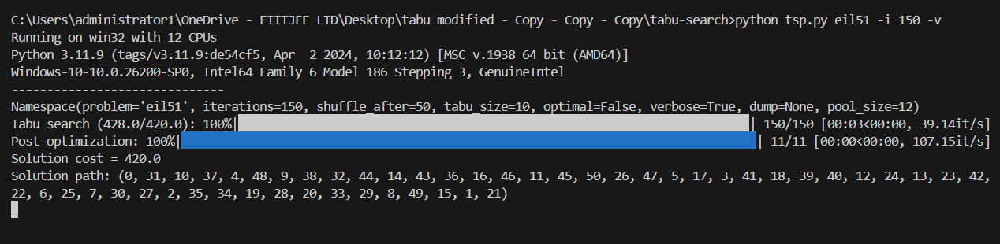 C:\Users\administrator1\OneDrive - FIITJEE LTD\Desktop\tabu modified - Copy - Copy - Copy\tabu-search>python tsp.py eil51 -i 150 -v
Running on win32 with 12 CPUs
Python 3.11.9 (tags/v3.11.9:de54cf5, Apr  2 2024, 10:12:12) [MSC v.1938 64 bit (AMD64)]
Windows-10-10.0.26200-SP0, Intel64 Family 6 Model 186 Stepping 3, GenuineIntel
------------------------------
Namespace(problem='eil51', iterations=150, shuffle_after=50, tabu_size=10, optimal=False, verbose=True, dump=None, pool_size=12)
Tabu search (428.0/420.0): 100%|| 150/150 [00:03<00:00, 39.14it/s]
Post-optimization: 100%|| 11/11 [00:00<00:00, 107.15it/s]
Solution cost = 420.0
Solution path: (0, 31, 10, 37, 4, 48, 9, 38, 32, 44, 14, 43, 36, 16, 46, 11, 45, 50, 26, 47, 5, 17, 3, 41, 18, 39, 40, 12, 24, 13, 23, 42,
22, 6, 25, 7, 30, 27, 2, 35, 34, 19, 28, 20, 33, 29, 8, 49, 15, 1, 21)